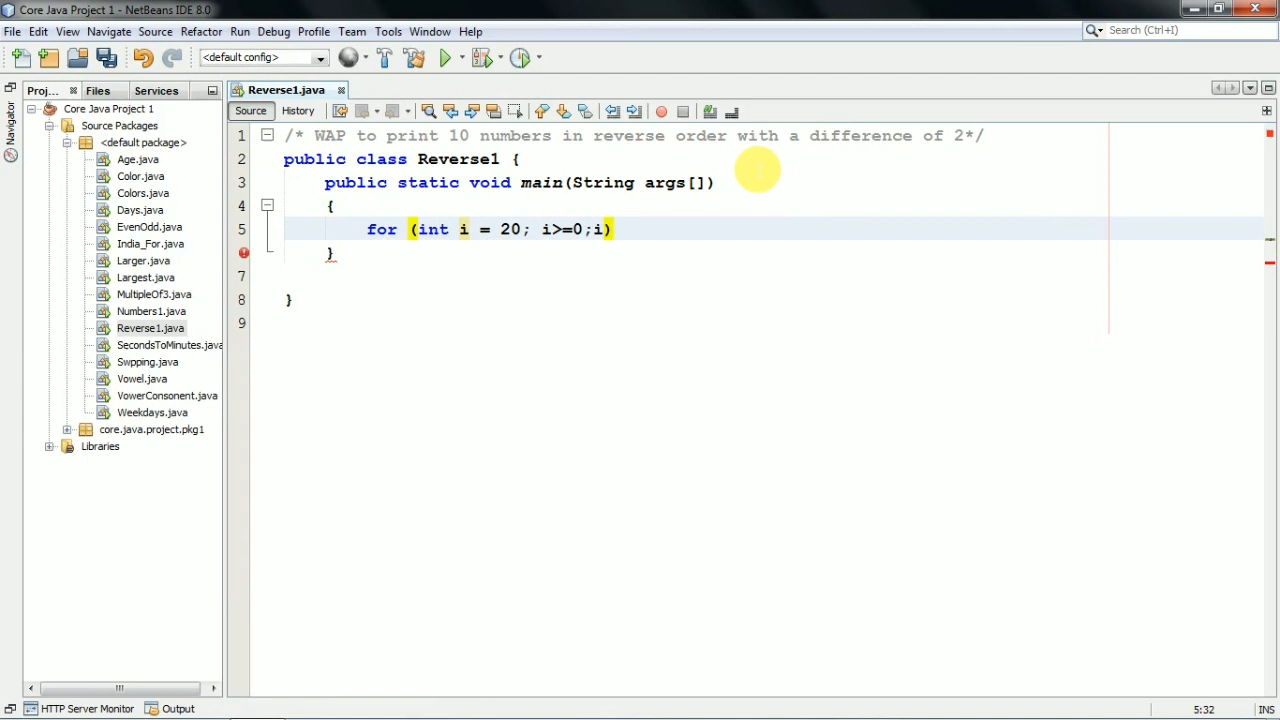 Core Java Project 1 - NetBeans IDE 8.0
File Edit View Navigate Source Refactor Run Debug Profile Team Tools Window Help
Search (Ctrl+I)
<default config>
Proj... Files Services
Navigator
Core Java Project 1
Source Packages
<default package>
Age.java
Color.java
Colors.java
Days.java
EvenOdd.java
India_For.java
Larger.java
Largest.java
MultipleOf3.java
Numbers1.java
Reverse1.java
SecondsToMinutes.java
Swpping.java
Vowel.java
VowerConsonent.java
Weekdays.java
core.java.project.pkg1
Libraries
Reverse1.java
Source History
1 /* WAP to print 10 numbers in reverse order with a difference of 2*/
2 public class Reverse1 {
3 public static void main(String args[])
4 {
5 for (int i = 20; i>=0;i)
}
7
8 }
9
HTTP Server Monitor Output
5:32 INS